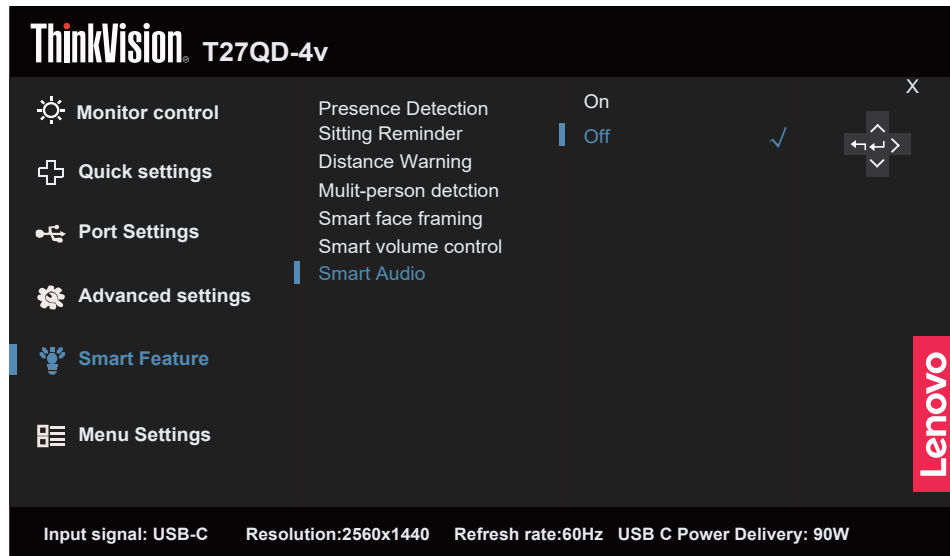 ThinkVision® T27QD-4v
X
Monitor control
Quick settings
Port Settings
Advanced settings
Smart Feature
Menu Settings
Presence Detection
Sitting Reminder
Distance Warning
Mulit-person detction
Smart face framing
Smart volume control
Smart Audio
On
Off √
Lenovo
Input signal: USB-C Resolution:2560x1440 Refresh rate:60Hz USB C Power Delivery: 90W